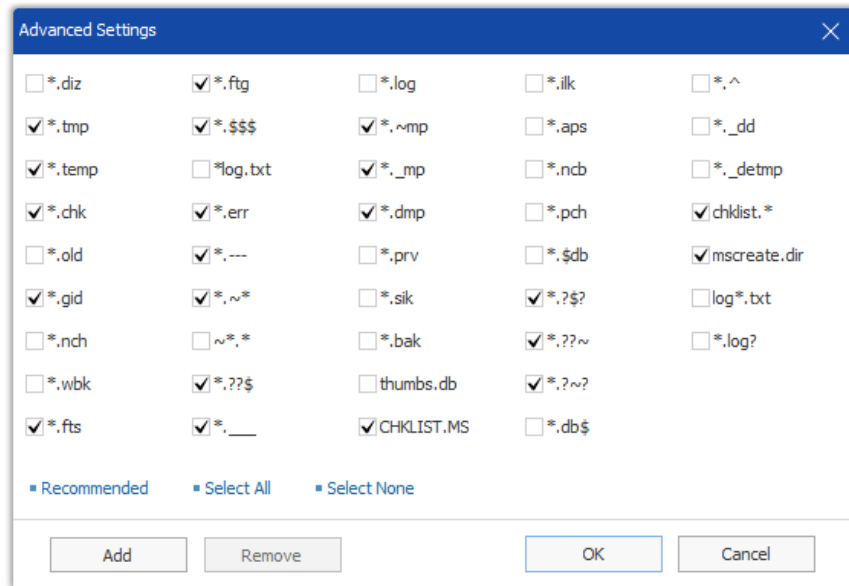 Advanced Settings
*.diz *.ftg *.log *.ilk *.^
*.tmp *.$$$ *.~mp *.aps *._dd
*.temp *log.txt *._mp *.ncb *._detmp
*.chk *.err *.dmp *.pch chklist.*
*.old *.--- *.prv *.$db mscreate.dir
*.gid *.~* *.sik *.?$? log*.txt
*.nch ~*.* *.bak *.??~ *.log?
*.wbk *.??$ thumbs.db *.?~?
*.fts *.___ CHKLIST.MS *.db$
Recommended Select All Select None
Add Remove OK Cancel